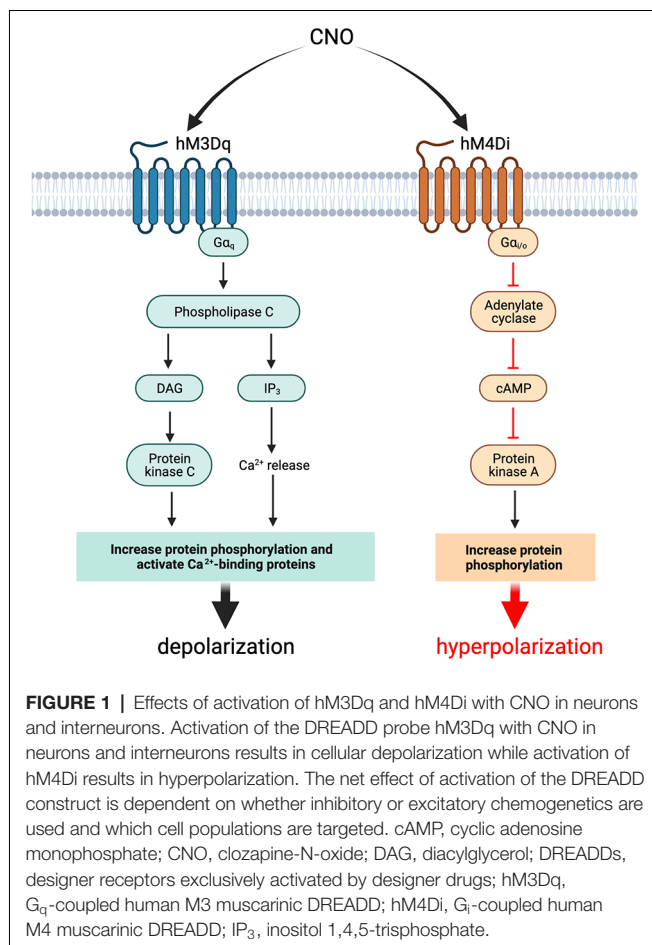 CNO
hM3Dq
hM4Di
Gαq
Gαi/o
Phospholipase C
Adenylate
cyclase
DAG
IP3
cAMP
Protein
kinase C
Ca2+ release
Protein
kinase A
Increase protein phosphorylation and
activate Ca2+-binding proteins
Increase protein
phosphorylation
depolarization
hyperpolarization
FIGURE 1 | Effects of activation of hM3Dq and hM4Di with CNO in neurons
and interneurons. Activation of the DREADD probe hM3Dq with CNO in
neurons and interneurons results in cellular depolarization while activation of
hM4Di results in hyperpolarization. The net effect of activation of the DREADD
construct is dependent on whether inhibitory or excitatory chemogenetics are
used and which cell populations are targeted. cAMP, cyclic adenosine
monophosphate; CNO, clozapine-N-oxide; DAG, diacylglycerol; DREADDs,
designer receptors exclusively activated by designer drugs; hM3Dq,
Gq-coupled human M3 muscarinic DREADD; hM4Di, Gi-coupled human
M4 muscarinic DREADD; IP3, inositol 1,4,5-trisphosphate.